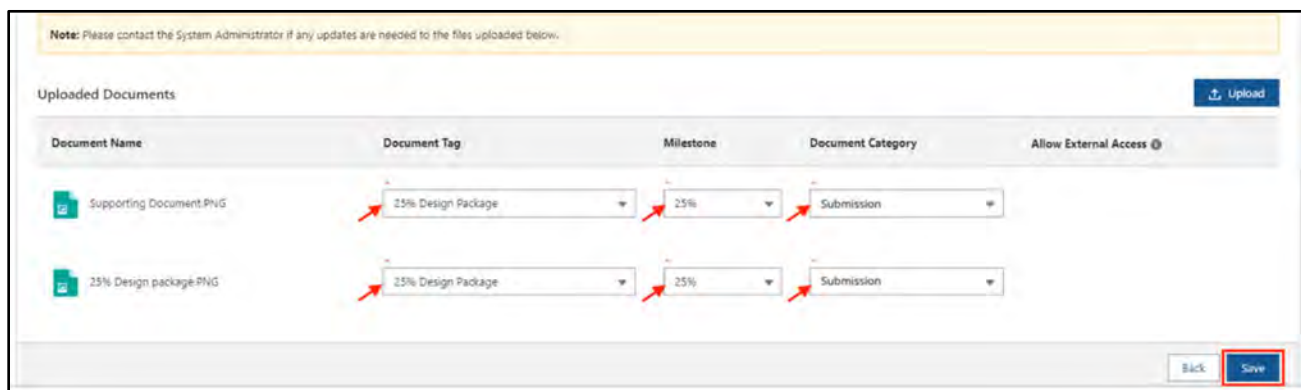 Note: Please contact the System Administrator if any updates are needed to the files uploaded below.
Uploaded Documents
Upload
Document Name Document Tag Milestone Document Category Allow External Access
Supporting Document.PNG 25% Design Package 25% Submission
25% Design package.PNG 25% Design Package 25% Submission
Back Save